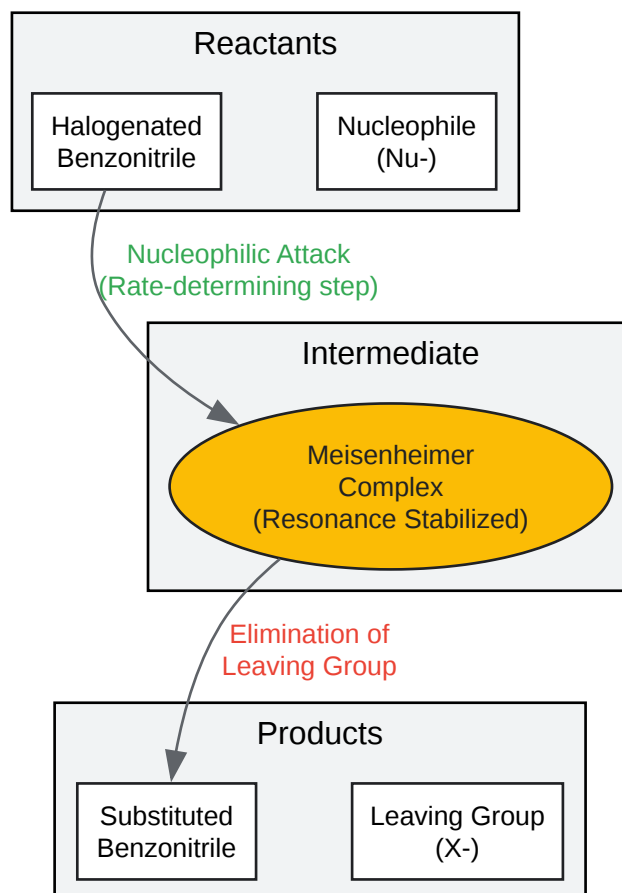 Reactants
Halogenated
Benzonitrile
Nucleophile
(Nu-)
Nucleophilic Attack
(Rate-determining step)
Intermediate
Meisenheimer
Complex
(Resonance Stabilized)
Elimination of
Leaving Group
Products
Substituted
Benzonitrile
Leaving Group
(X-)